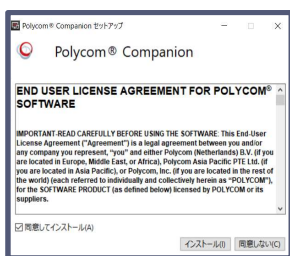 Polycom® Companion セットアップ
Polycom® Companion
END USER LICENSE AGREEMENT FOR POLYCOM®
SOFTWARE
IMPORTANT-READ CAREFULLY BEFORE USING THE SOFTWARE: This End-User
License Agreement ("Agreement") is a legal agreement between you and/or
any company you represent, "you" and either Polycom (Netherlands) B.V. (if you
are located in Europe, Middle East, or Africa), Polycom Asia Pacific PTE Ltd. (if
you are located in Asia Pacific), or Polycom, Inc. (if you are located in the rest of
the world) (each referred to individually and collectively herein as "POLYCOM"),
for the SOFTWARE PRODUCT (as defined below) licensed by POLYCOM or its
suppliers.
同意してインストール(A)
インストール(I) 同意しない(C)